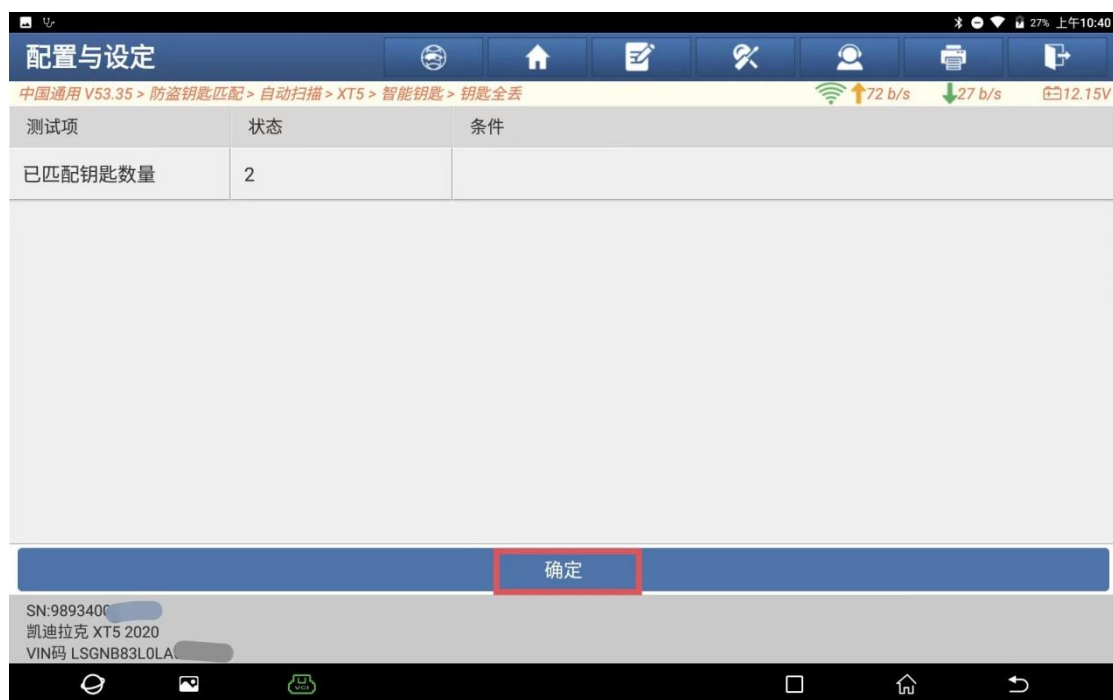 27% 上午10:40
配置与设定
中国通用 V53.35 > 防盗钥匙匹配 > 自动扫描 > XT5 > 智能钥匙 > 钥匙全丢 72 b/s 27 b/s 12.15V
测试项 状态 条件
已匹配钥匙数量 2
确定
SN:9893400
凯迪拉克 XT5 2020
VIN码 LSGNB83L0LA
VCI